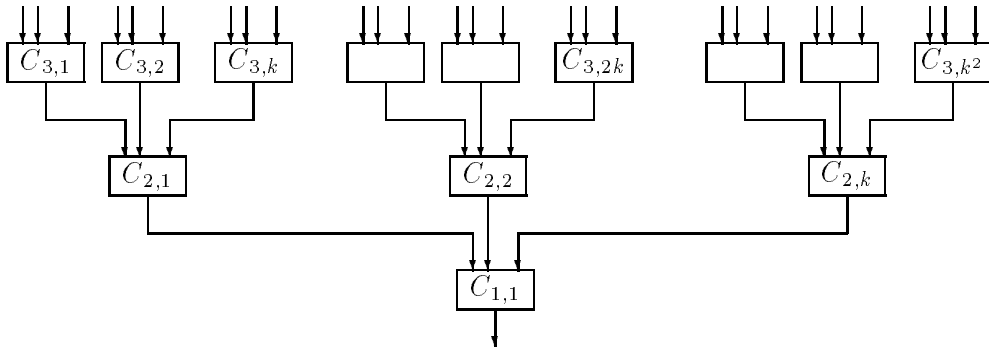 C_{3,1} C_{3,2} C_{3,k} C_{3,2k} C_{3,k^2}
C_{2,1} C_{2,2} C_{2,k}
C_{1,1}